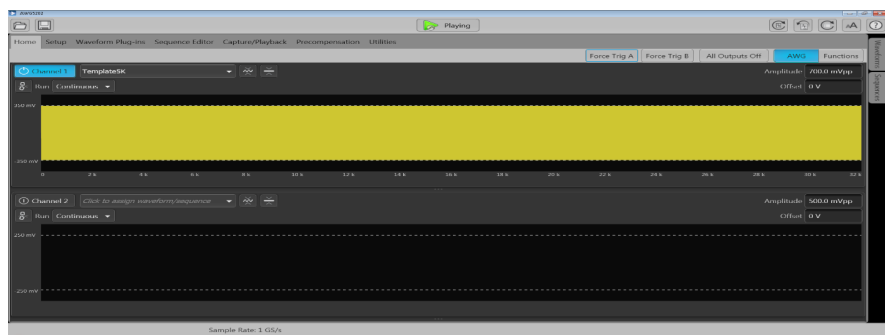 AWG5202
Playing
Home Setup Waveform Plug-ins Sequence Editor Capture/Playback Precompensation Utilities
Force Trig A Force Trig B All Outputs Off AWG Functions
Channel 1 TemplateSK Amplitude 700.0 mVpp
Run Continuous Offset 0 V
350 mV
-350 mV
0 2 k 4 k 6 k 8 k 10 k 12 k 14 k 16 k 18 k 20 k 22 k 24 k 26 k 28 k 30 k 32 k
Channel 2 Click to assign waveform/sequence Amplitude 500.0 mVpp
Run Continuous Offset 0 V
250 mV
-250 mV
Sample Rate: 1 GS/s
Waveforms
Sequences
AA ?